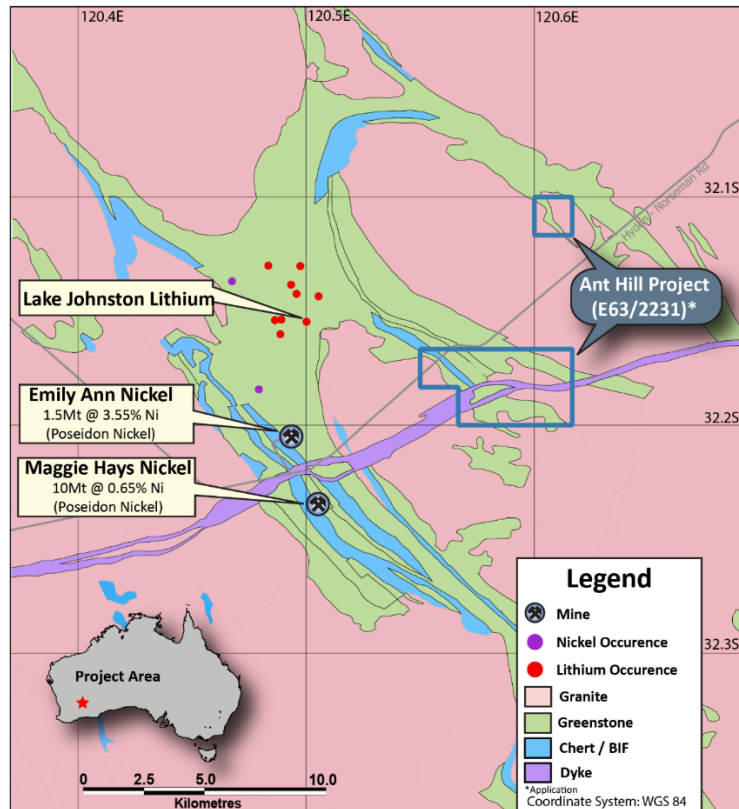 120.4E
120.5E
120.6E
32.1S
Hyden - Norseman Rd
Ant Hill Project
(E63/2231)*
Lake Johnston Lithium
Emily Ann Nickel
1.5Mt @ 3.55% Ni
(Poseidon Nickel)
32.2S
Maggie Hays Nickel
10Mt @ 0.65% Ni
(Poseidon Nickel)
Legend
Mine
Nickel Occurence
Lithium Occurence
Granite
Greenstone
Chert / BIF
Dyke
*Application
Coordinate System: WGS 84
32.3S
Project Area
0 2.5 5.0 10.0
Kilometres